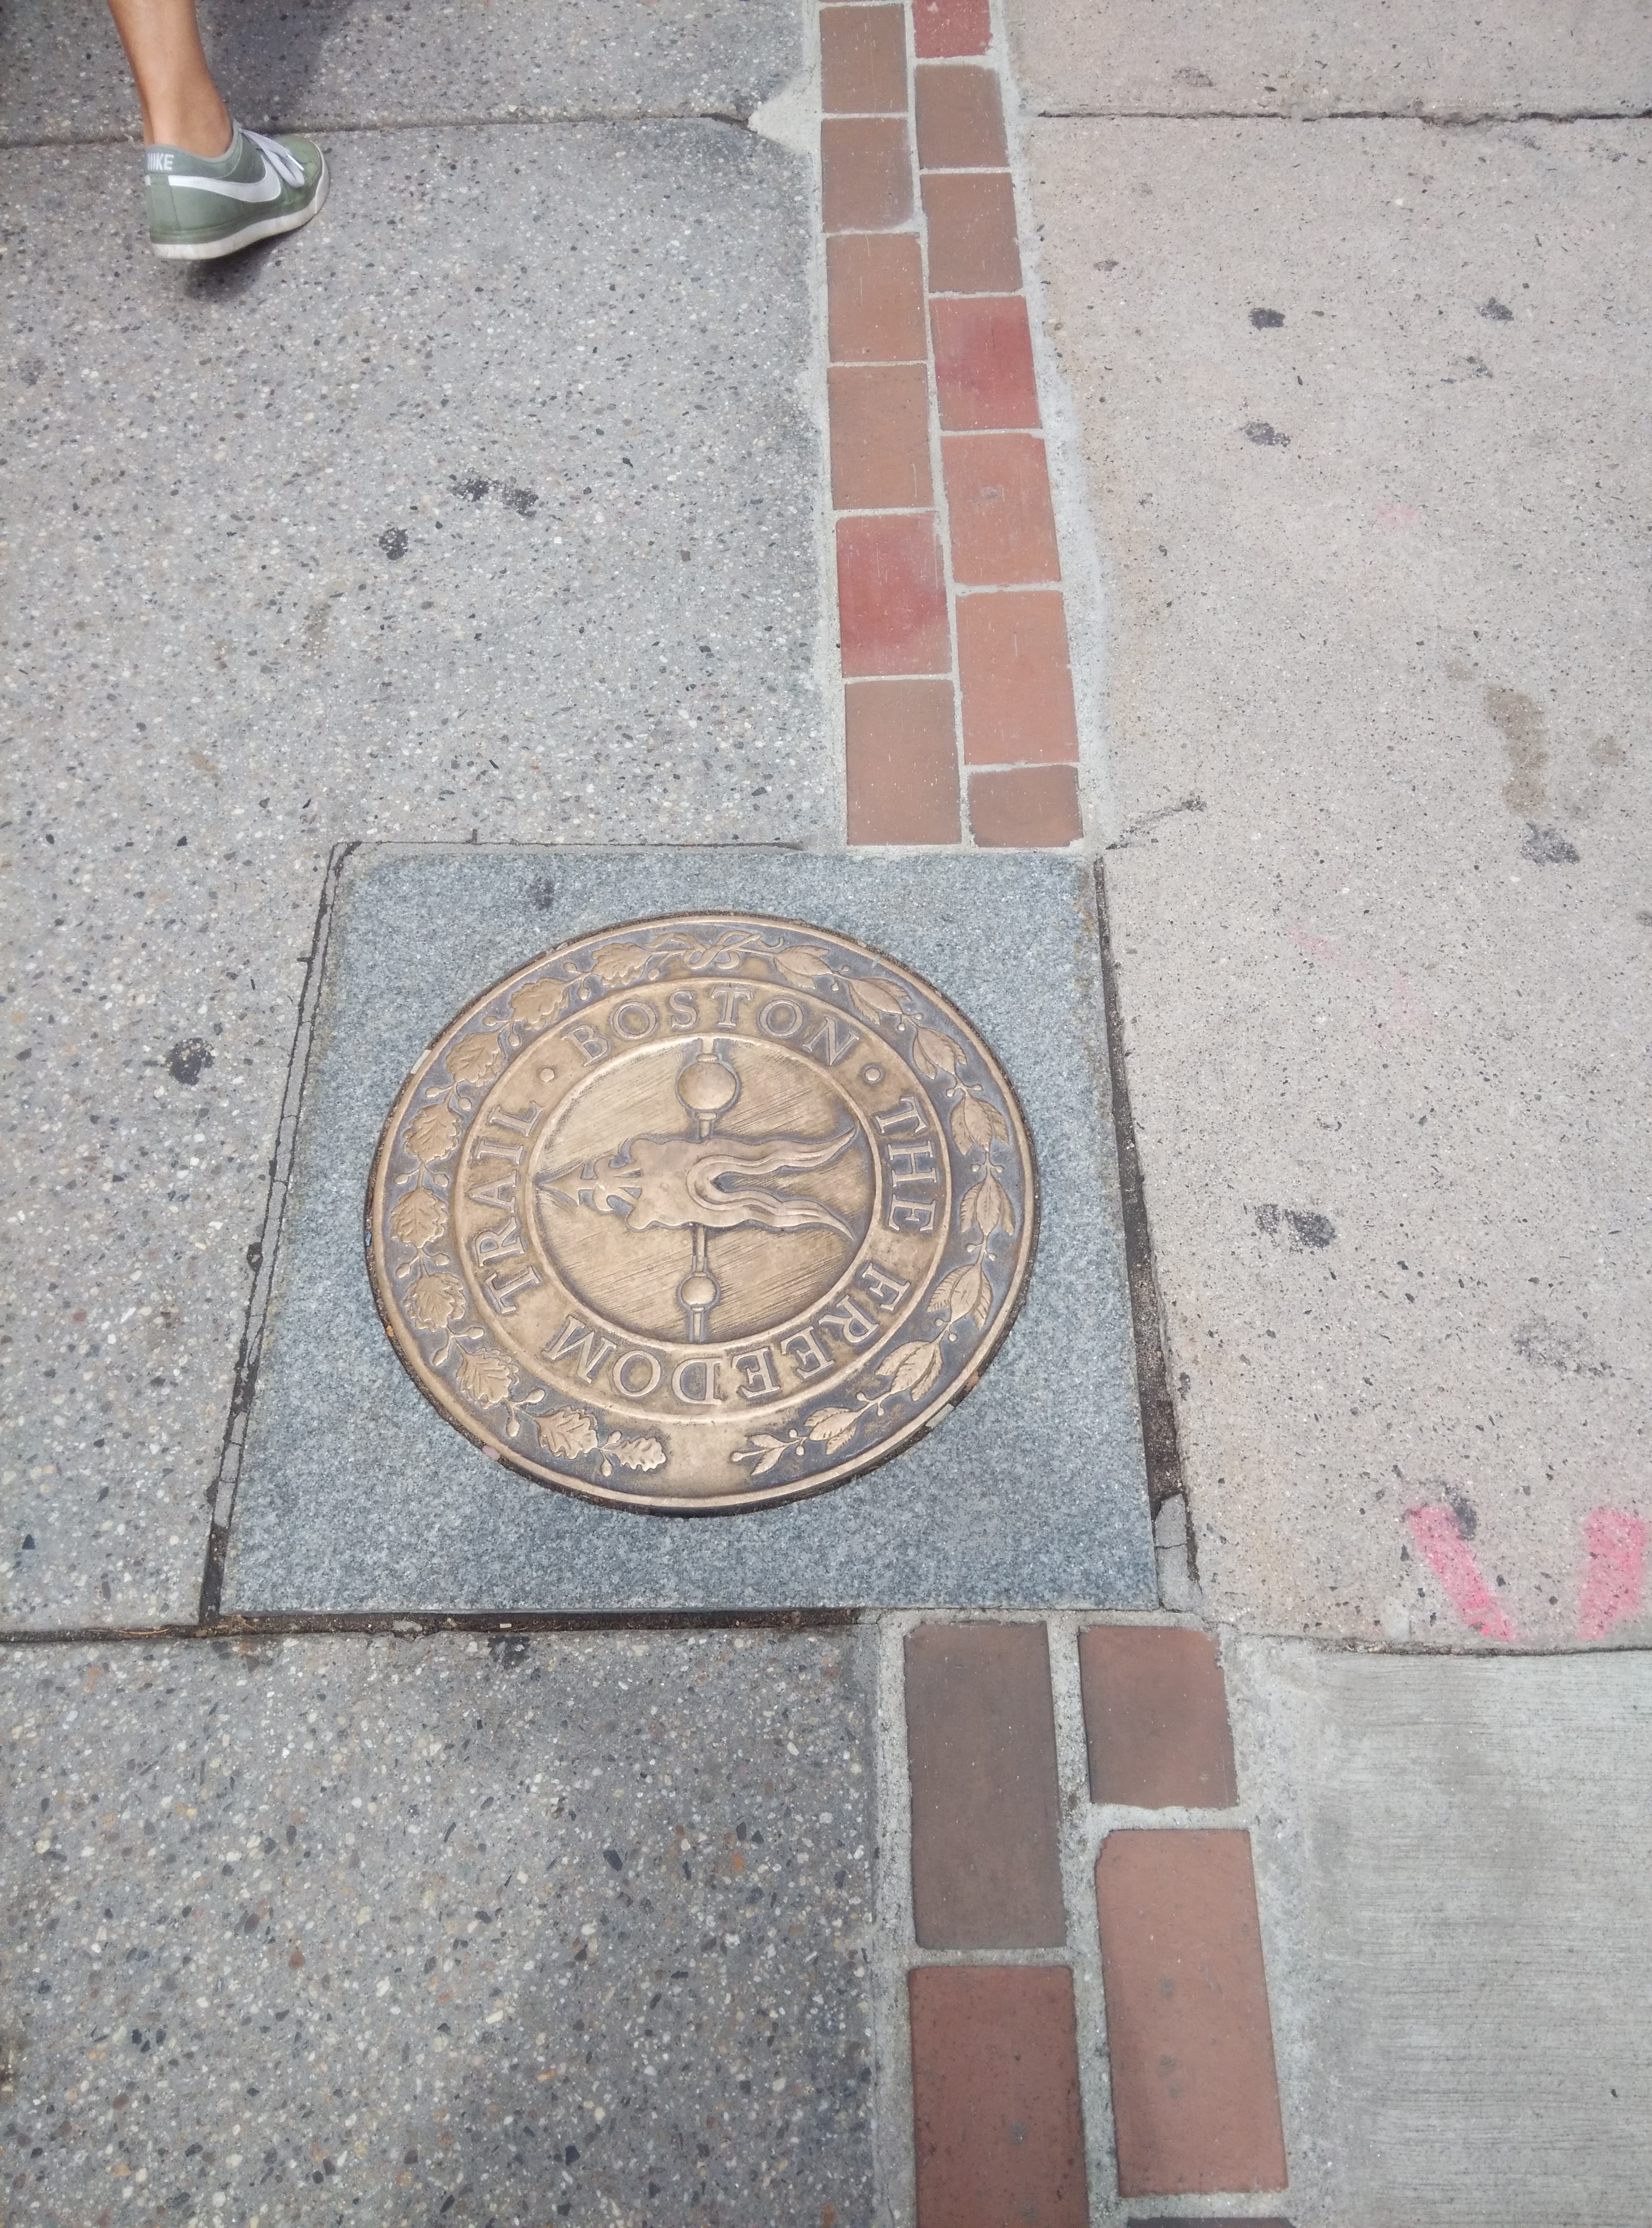 NIKE
THE FREEDOM TRAIL · BOSTON ·